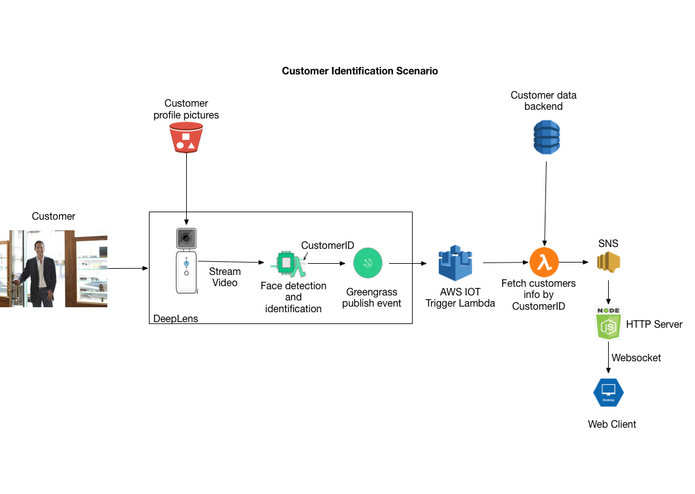 Customer Identification Scenario
Customer
profile pictures
Customer data
backend
Customer
Stream
Video
CustomerID
Face detection
and
identification
Greengrass
publish event
DeepLens
AWS IOT
Trigger Lambda
Fetch customers
info by
CustomerID
SNS
NODE
JS
HTTP Server
Websocket
Desktop
Web Client